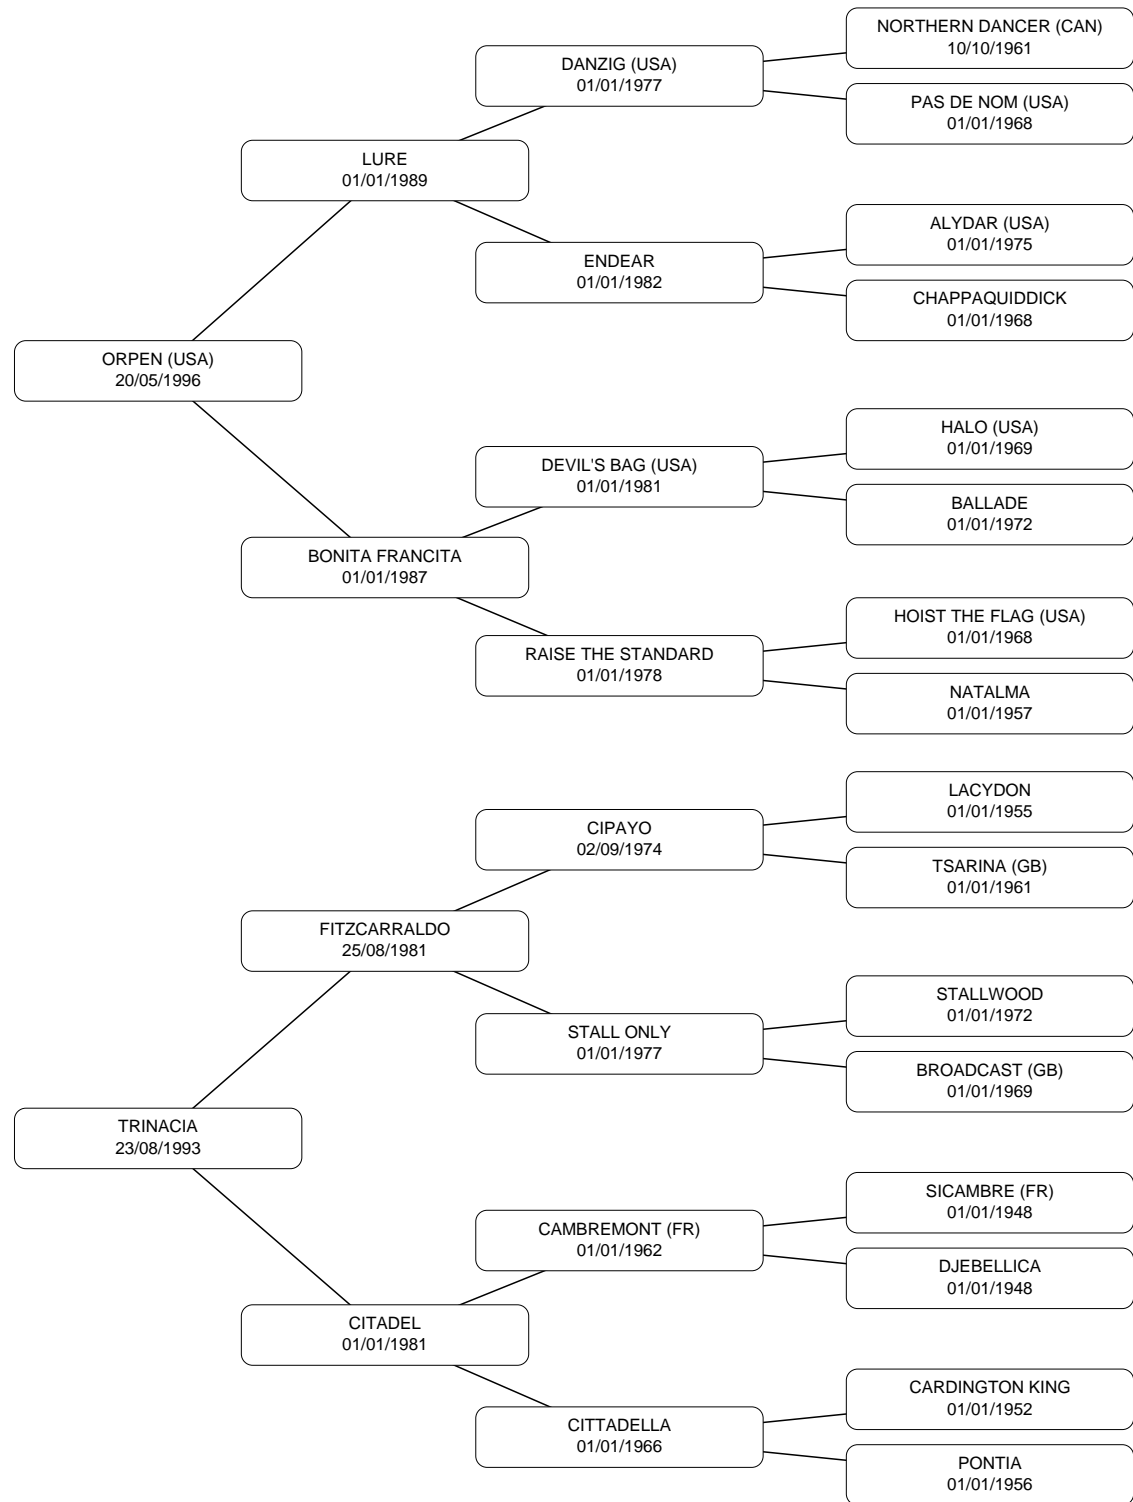 NORTHERN DANCER (CAN)
10/10/1961
DANZIG (USA)
01/01/1977
PAS DE NOM (USA)
01/01/1968
LURE
01/01/1989
ALYDAR (USA)
01/01/1975
ENDEAR
01/01/1982
CHAPPAQUIDDICK
01/01/1968
ORPEN (USA)
20/05/1996
HALO (USA)
01/01/1969
DEVIL'S BAG (USA)
01/01/1981
BALLADE
01/01/1972
BONITA FRANCITA
01/01/1987
HOIST THE FLAG (USA)
01/01/1968
RAISE THE STANDARD
01/01/1978
NATALMA
01/01/1957
LACYDON
01/01/1955
CIPAYO
02/09/1974
TSARINA (GB)
01/01/1961
FITZCARRALDO
25/08/1981
STALLWOOD
01/01/1972
STALL ONLY
01/01/1977
BROADCAST (GB)
01/01/1969
TRINACIA
23/08/1993
SICAMBRE (FR)
01/01/1948
CAMBREMONT (FR)
01/01/1962
DJEBELLICA
01/01/1948
CITADEL
01/01/1981
CARDINGTON KING
01/01/1952
CITTADELLA
01/01/1966
PONTIA
01/01/1956